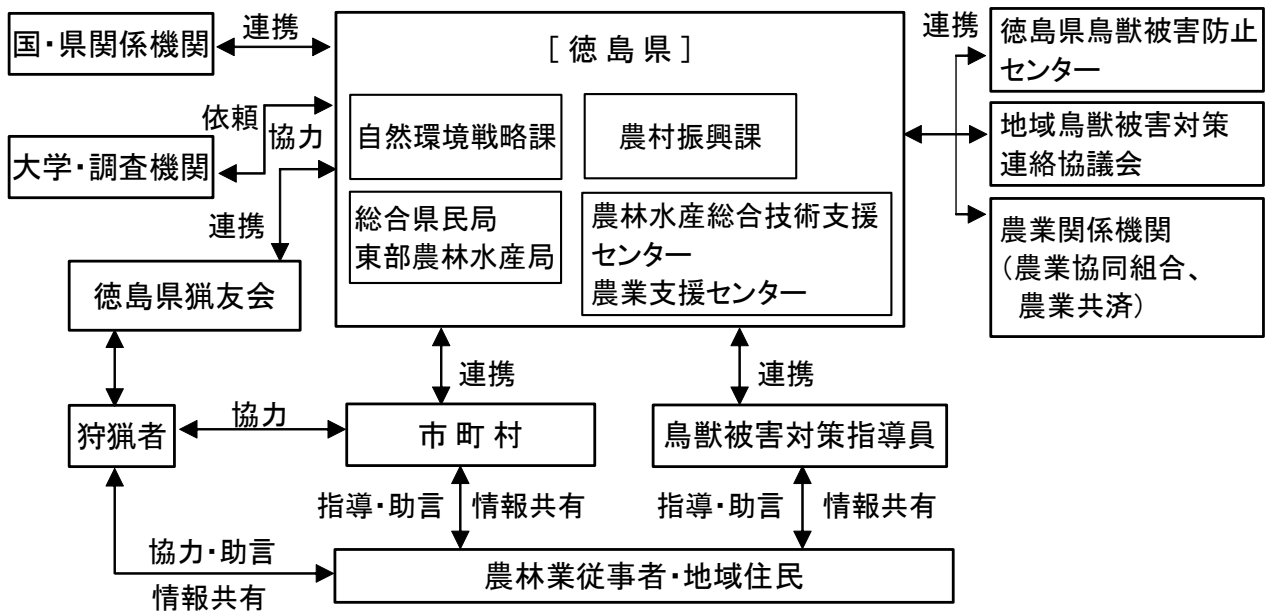 国・県関係機関
連携
[ 徳 島 県 ]
連携
徳島県鳥獣被害防止
センター
依頼
協力
大学・調査機関
自然環境戦略課
農村振興課
地域鳥獣被害対策
連絡協議会
連携
総合県民局
東部農林水産局
農林水産総合技術支援
センター
農業支援センター
農業関係機関
（農業協同組合、
農業共済）
徳島県猟友会
連携
連携
狩猟者
協力
市 町 村
鳥獣被害対策指導員
指導・助言
情報共有
指導・助言
情報共有
協力・助言
情報共有
農林業従事者・地域住民